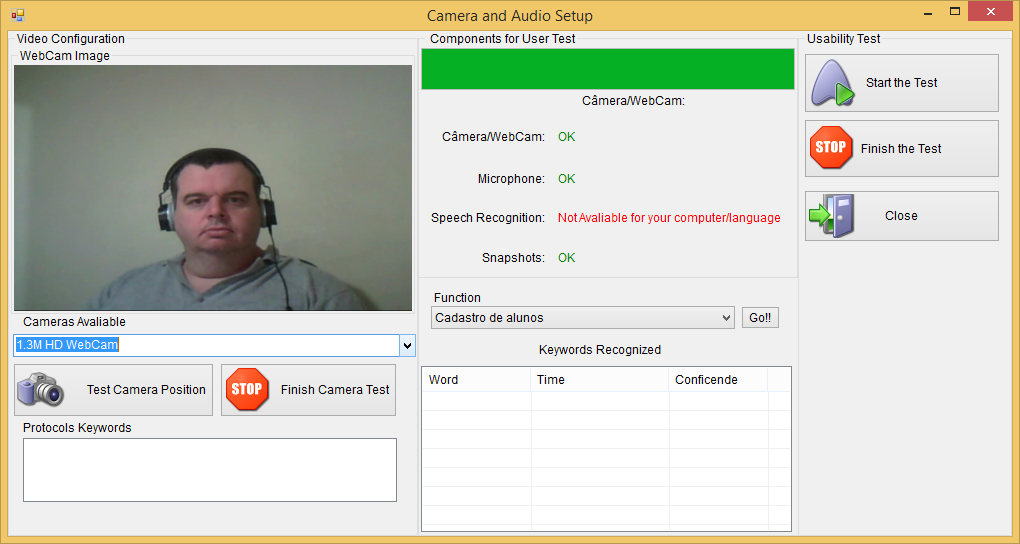 Camera and Audio Setup
Video Configuration
WebCam Image
Cameras Avaliable
1.3M HD WebCam
Test Camera Position
STOP
Finish Camera Test
Protocols Keywords
Components for User Test
Câmera/WebCam:
Câmera/WebCam: OK
Microphone: OK
Speech Recognition: Not Avaliable for your computer/language
Snapshots: OK
Function
Cadastro de alunos
Go!!
Keywords Recognized
Word Time Conficende
Usability Test
Start the Test
STOP
Finish the Test
Close